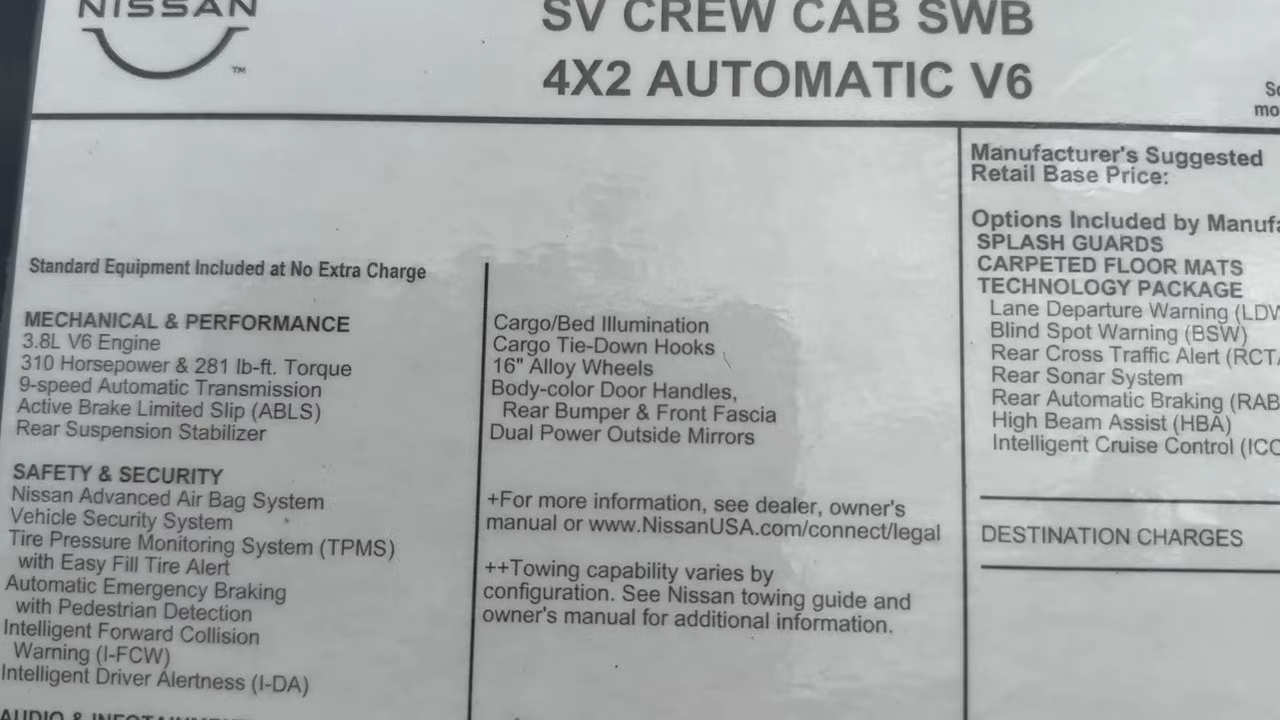 NISSAN
TM
SV CREW CAB SWB
4X2 AUTOMATIC V6
Standard Equipment Included at No Extra Charge
MECHANICAL & PERFORMANCE
3.8L V6 Engine
310 Horsepower & 281 lb-ft. Torque
9-speed Automatic Transmission
Active Brake Limited Slip (ABLS)
Rear Suspension Stabilizer
SAFETY & SECURITY
Nissan Advanced Air Bag System
Vehicle Security System
Tire Pressure Monitoring System (TPMS)
with Easy Fill Tire Alert
Automatic Emergency Braking
with Pedestrian Detection
Intelligent Forward Collision
Warning (I-FCW)
Intelligent Driver Alertness (I-DA)
AUDIO &
Cargo/Bed Illumination
Cargo Tie-Down Hooks
16" Alloy Wheels
Body-color Door Handles,
Rear Bumper & Front Fascia
Dual Power Outside Mirrors
+For more information, see dealer, owner's
manual or www.NissanUSA.com/connect/legal
++Towing capability varies by
configuration. See Nissan towing guide and
owner's manual for additional information.
Manufacturer's Suggested
Retail Base Price:
Options Included by Manufa
SPLASH GUARDS
CARPETED FLOOR MATS
TECHNOLOGY PACKAGE
Lane Departure Warning (LDW
Blind Spot Warning (BSW)
Rear Cross Traffic Alert (RCTA
Rear Sonar System
Rear Automatic Braking (RAB
High Beam Assist (HBA)
Intelligent Cruise Control (ICC
DESTINATION CHARGES